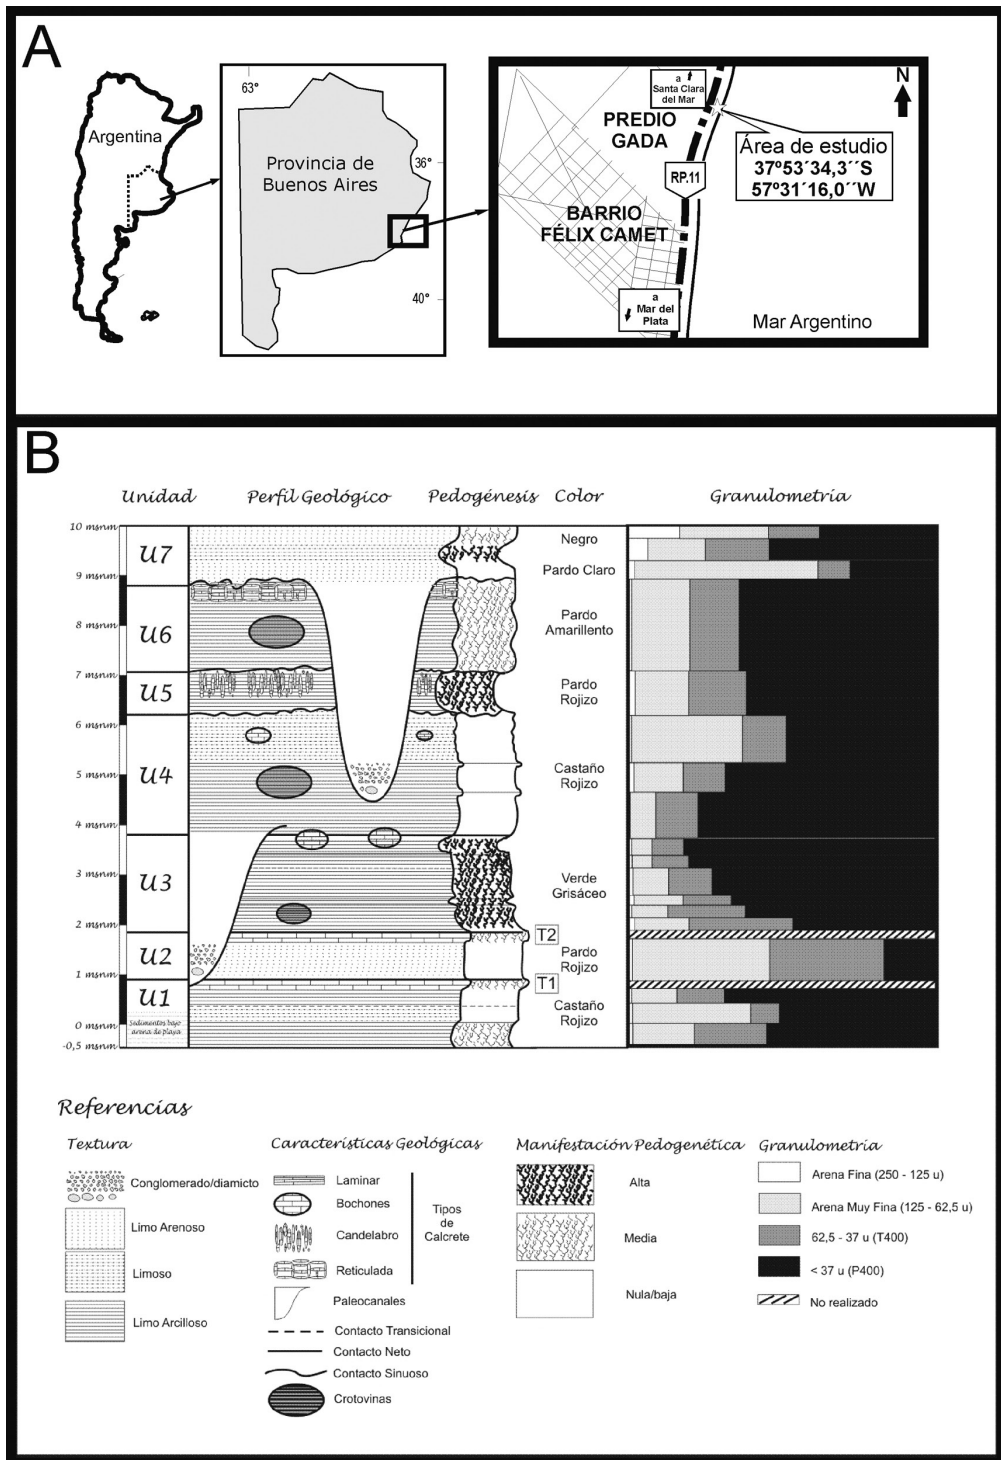 A
Argentina
63°
Provincia de
Buenos Aires
36°
40°
a
Santa Clara
del Mar
N
PREDIO
GADA
Área de estudio
37º53´34,3´´S
57º31´16,0´´W
RP.11
BARRIO
FÉLIX CAMET
a
Mar del
Plata
Mar Argentino
B
Unidad
Perfil Geológico
Pedogénesis
Color
Granulometría
10 msnm
9 msnm
8 msnm
7 msnm
6 msnm
5 msnm
4 msnm
3 msnm
2 msnm
1 msnm
0 msnm
-0,5 msnm
U7
U6
U5
U4
U3
U2
U1
Sedimentos bajo
arena de playa
T2
T1
Negro
Pardo Claro
Pardo
Amarillento
Pardo
Rojizo
Castaño
Rojizo
Verde
Grisáceo
Pardo
Rojizo
Castaño
Rojizo
Referencias
Textura
Conglomerado/diamicto
Limo Arenoso
Limoso
Limo Arcilloso
Características Geológicas
Laminar
Bochones
Candelabro
Reticulada
Tipos
de
Calcrete
Paleocanales
Contacto Transicional
Contacto Neto
Contacto Sinuoso
Crotovinas
Manifestación Pedogenética
Alta
Media
Nula/baja
Granulometría
Arena Fina (250 - 125 u)
Arena Muy Fina (125 - 62,5 u)
62,5 - 37 u (T400)
< 37 u (P400)
No realizado